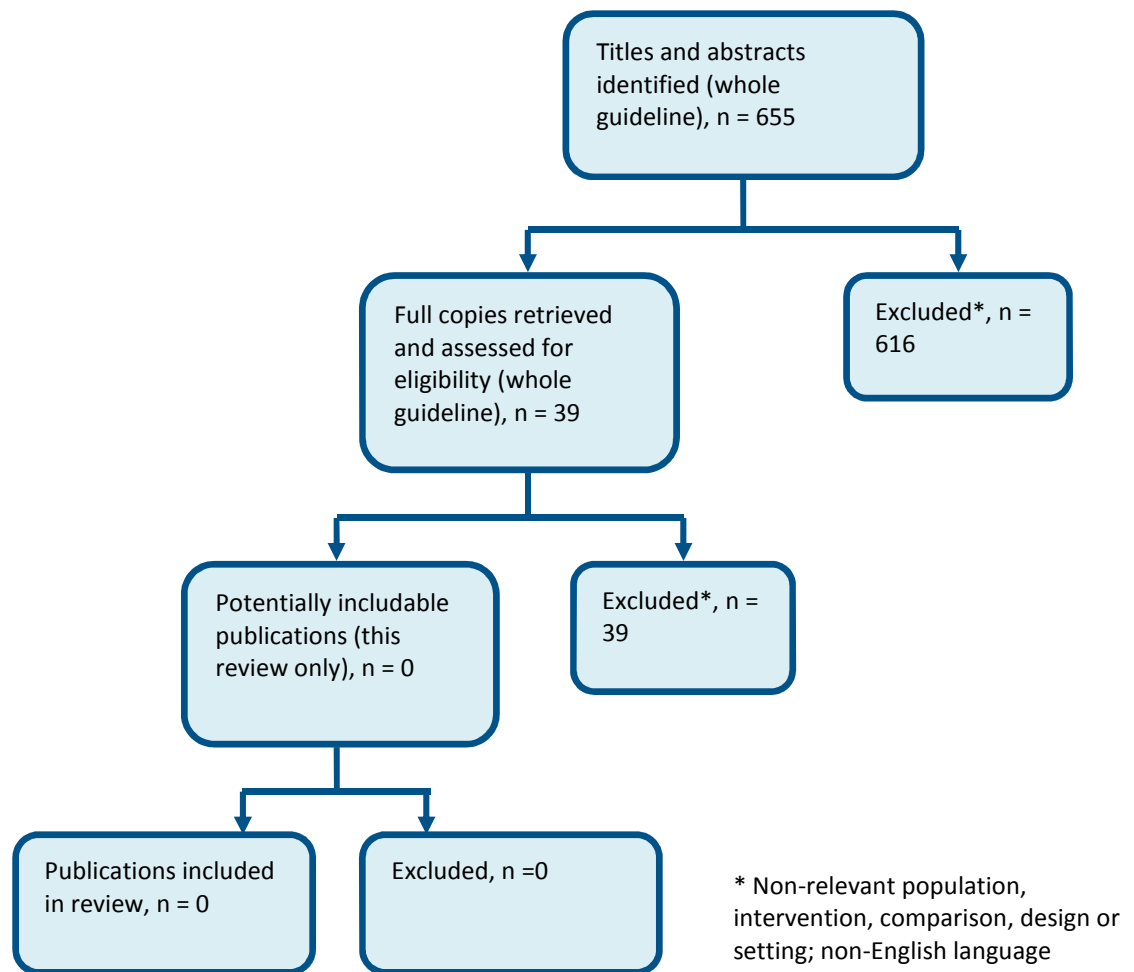 Titles and abstracts
identified (whole
guideline), n = 655
Excluded*, n =
616
Full copies retrieved
and assessed for
eligibility (whole
guideline), n = 39
Excluded*, n =
39
Potentially includable
publications (this
review only), n = 0
Publications included
in review, n = 0
Excluded, n =0
* Non-relevant population,
intervention, comparison, design or
setting; non-English language